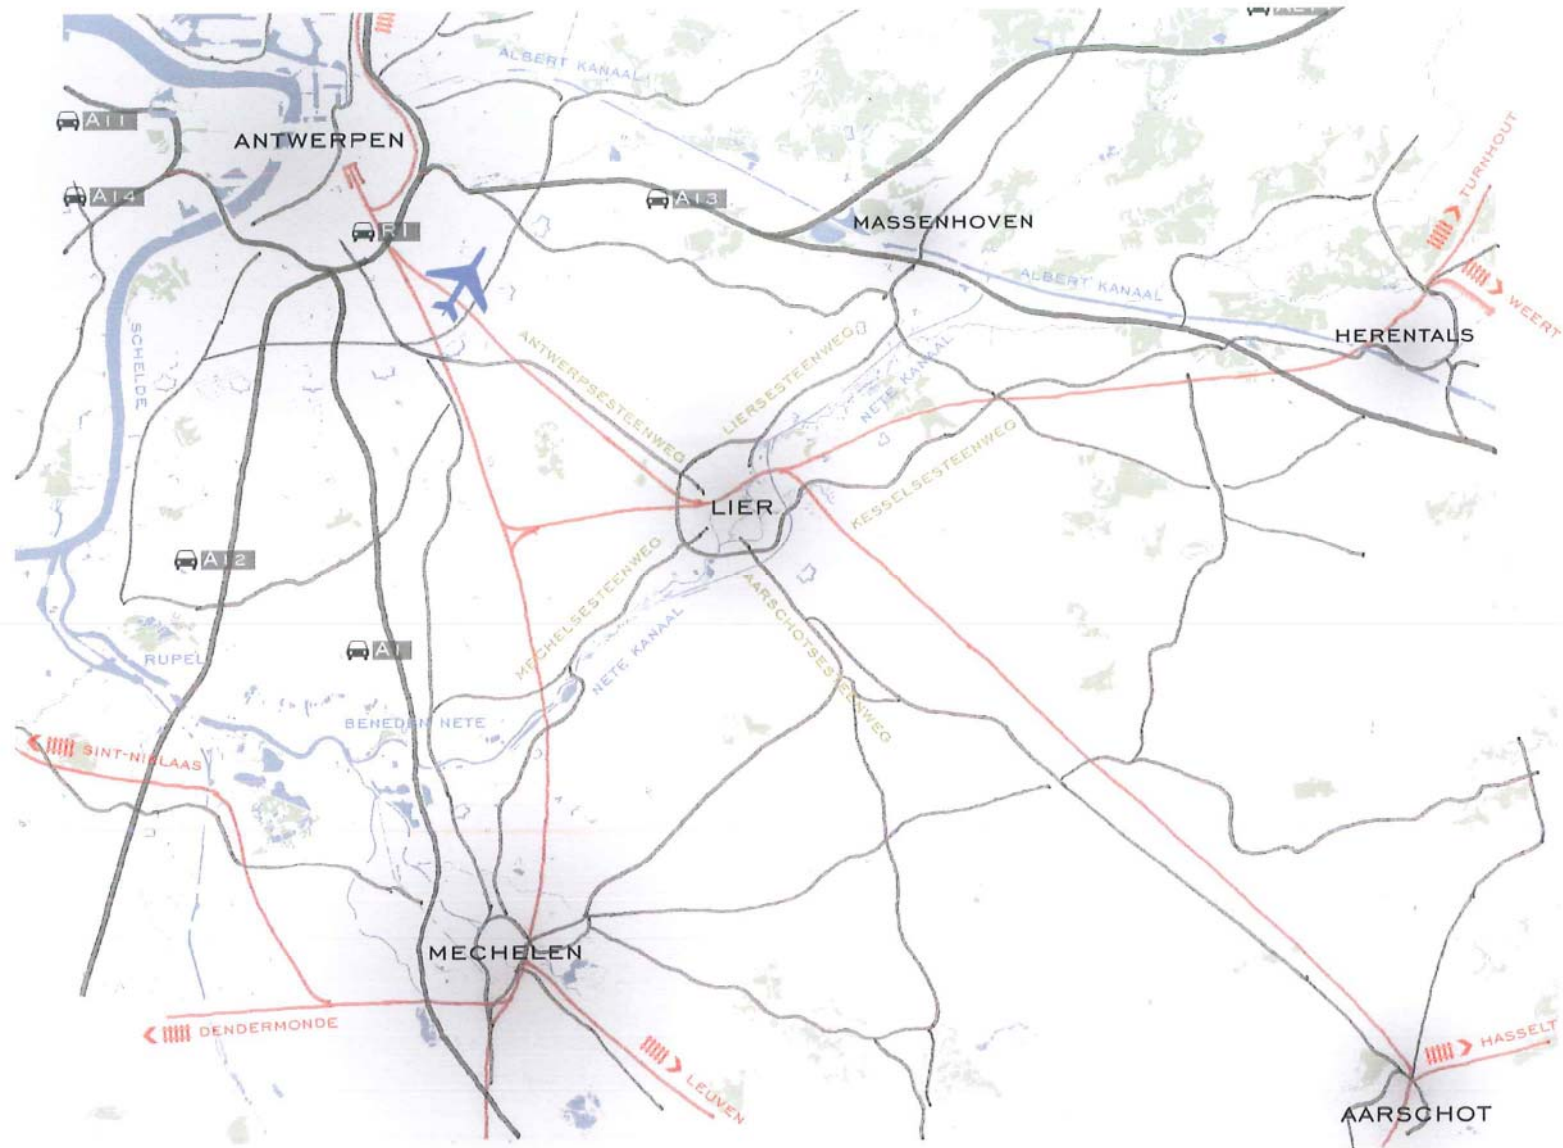 ALBERT KANAAL
A11
ANTWERPEN
TURNHOUT
A14
A13
R1
MASSENHOVEN
ALBERT KANAAL
WEERT
HERENTALS
SCHELDE
ANTWERPSESTEENWEG
LIERSESTEENWEG
NETE KANAAL
KESSELSESTEENWEG
LIER
A12
MECHELSESTEENWEG
AARSCHOTSESTEENWEG
NETE KANAAL
A1
RUPEL
BENEDEN NETE
SINT-NIKLAAS
MECHELEN
DENDERMONDE
LEUVEN
HASSELT
AARSCHOT